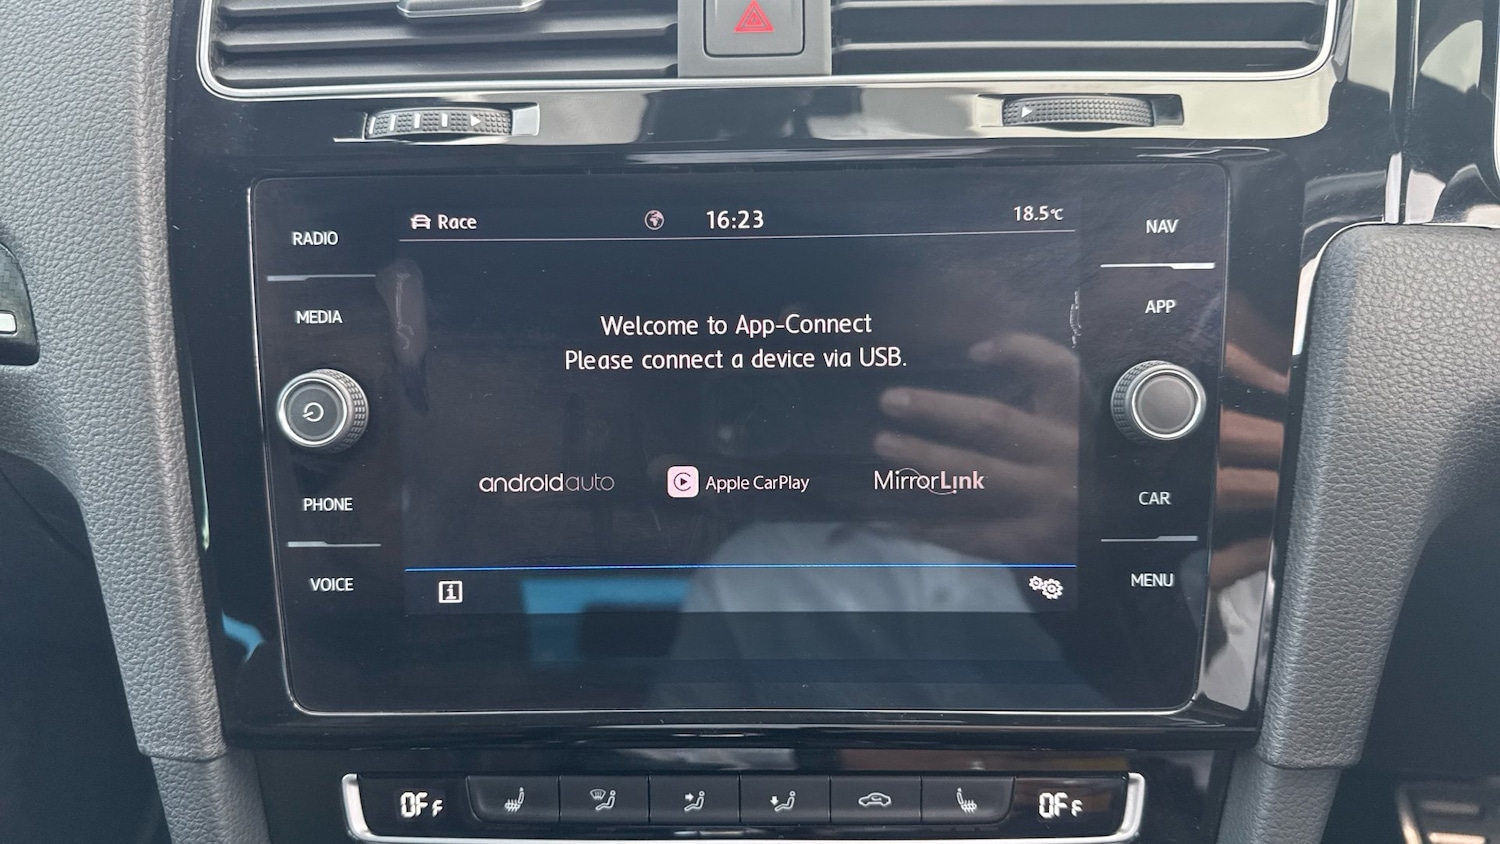 Race
16:23
18.5°C
RADIO
NAV
MEDIA
APP
Welcome to App-Connect
Please connect a device via USB.
androidauto
Apple CarPlay
MirrorLink
PHONE
CAR
VOICE
MENU
i
OFF
OFF